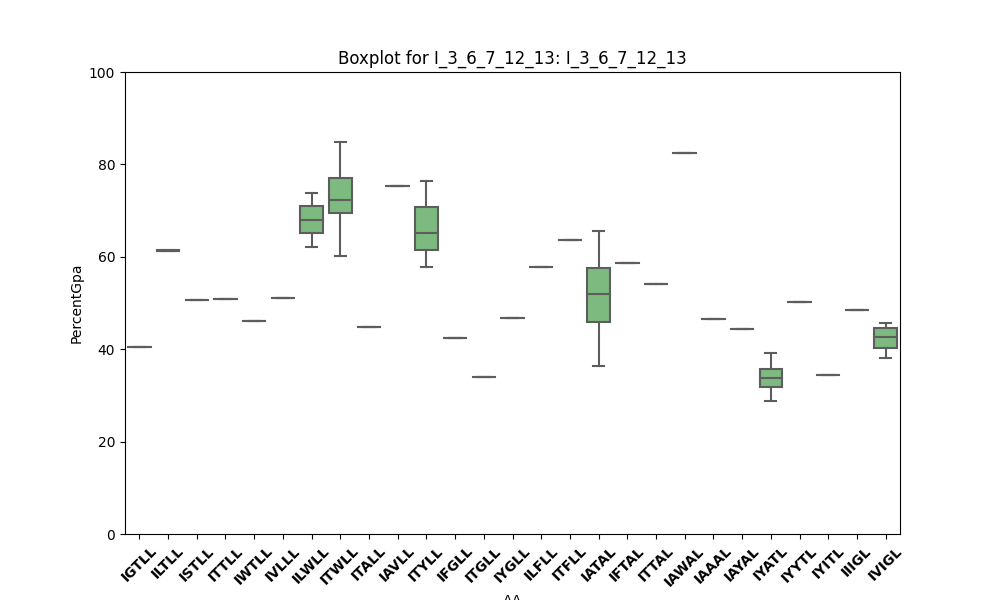 Boxplot for I_3_6_7_12_13: I_3_6_7_12_13
100
80
60
40
20
0
PercentGpa
IGTLL
ILTLL
ISTLL
ITTLL
IWTLL
IVLLL
ILWLL
ITWLL
ITALL
IAVLL
ITYLL
IFGLL
ITGLL
IYGLL
ILFLL
ITFLL
IATAL
IFTAL
ITTAL
IAWAL
IAAAL
IAYAL
IYATL
IYYTL
IYITL
IIIGL
IVIGL
AA